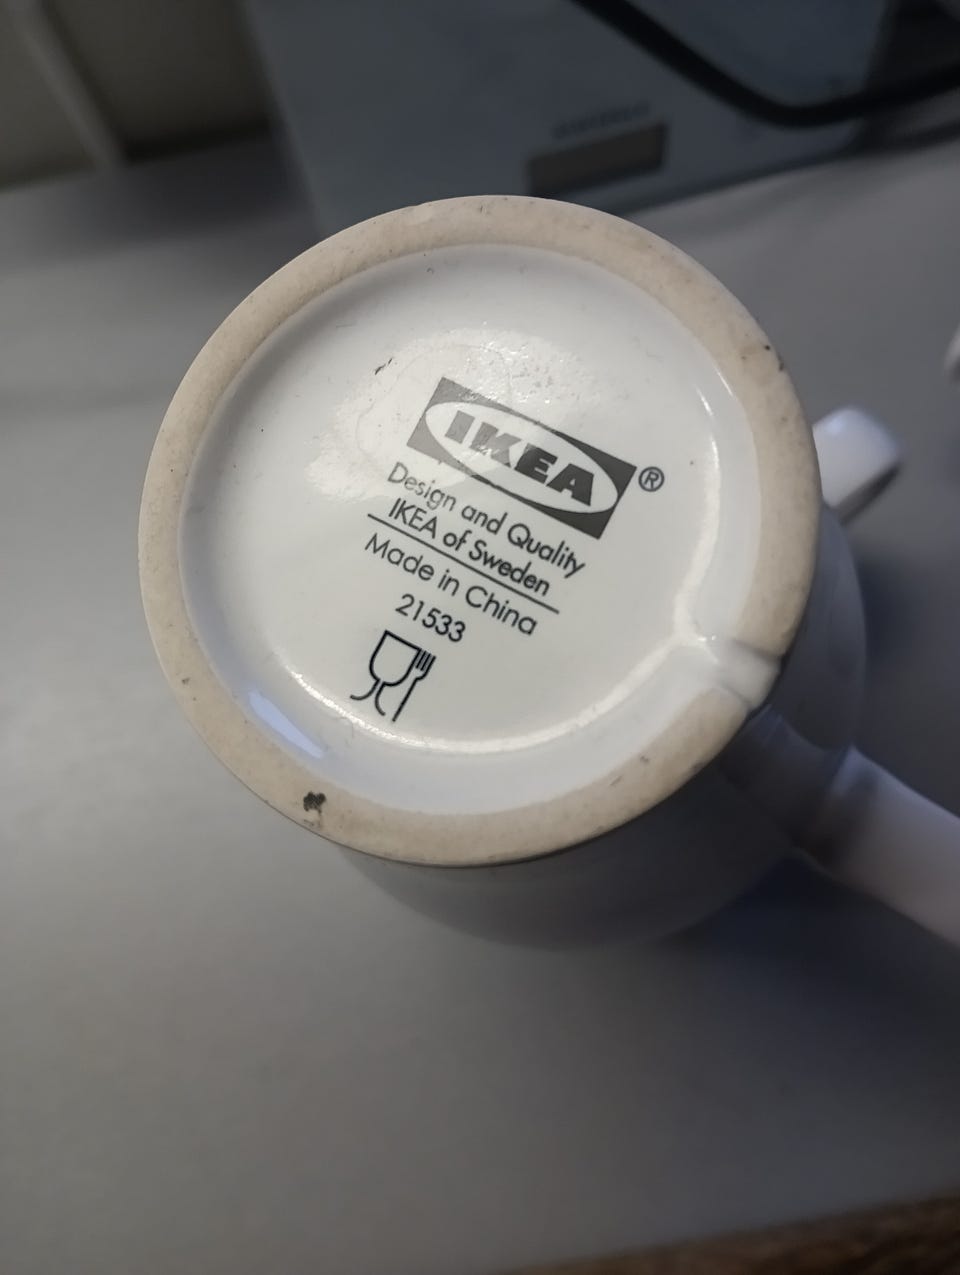 IKEA®
Design and Quality
IKEA of Sweden
Made in China
21533